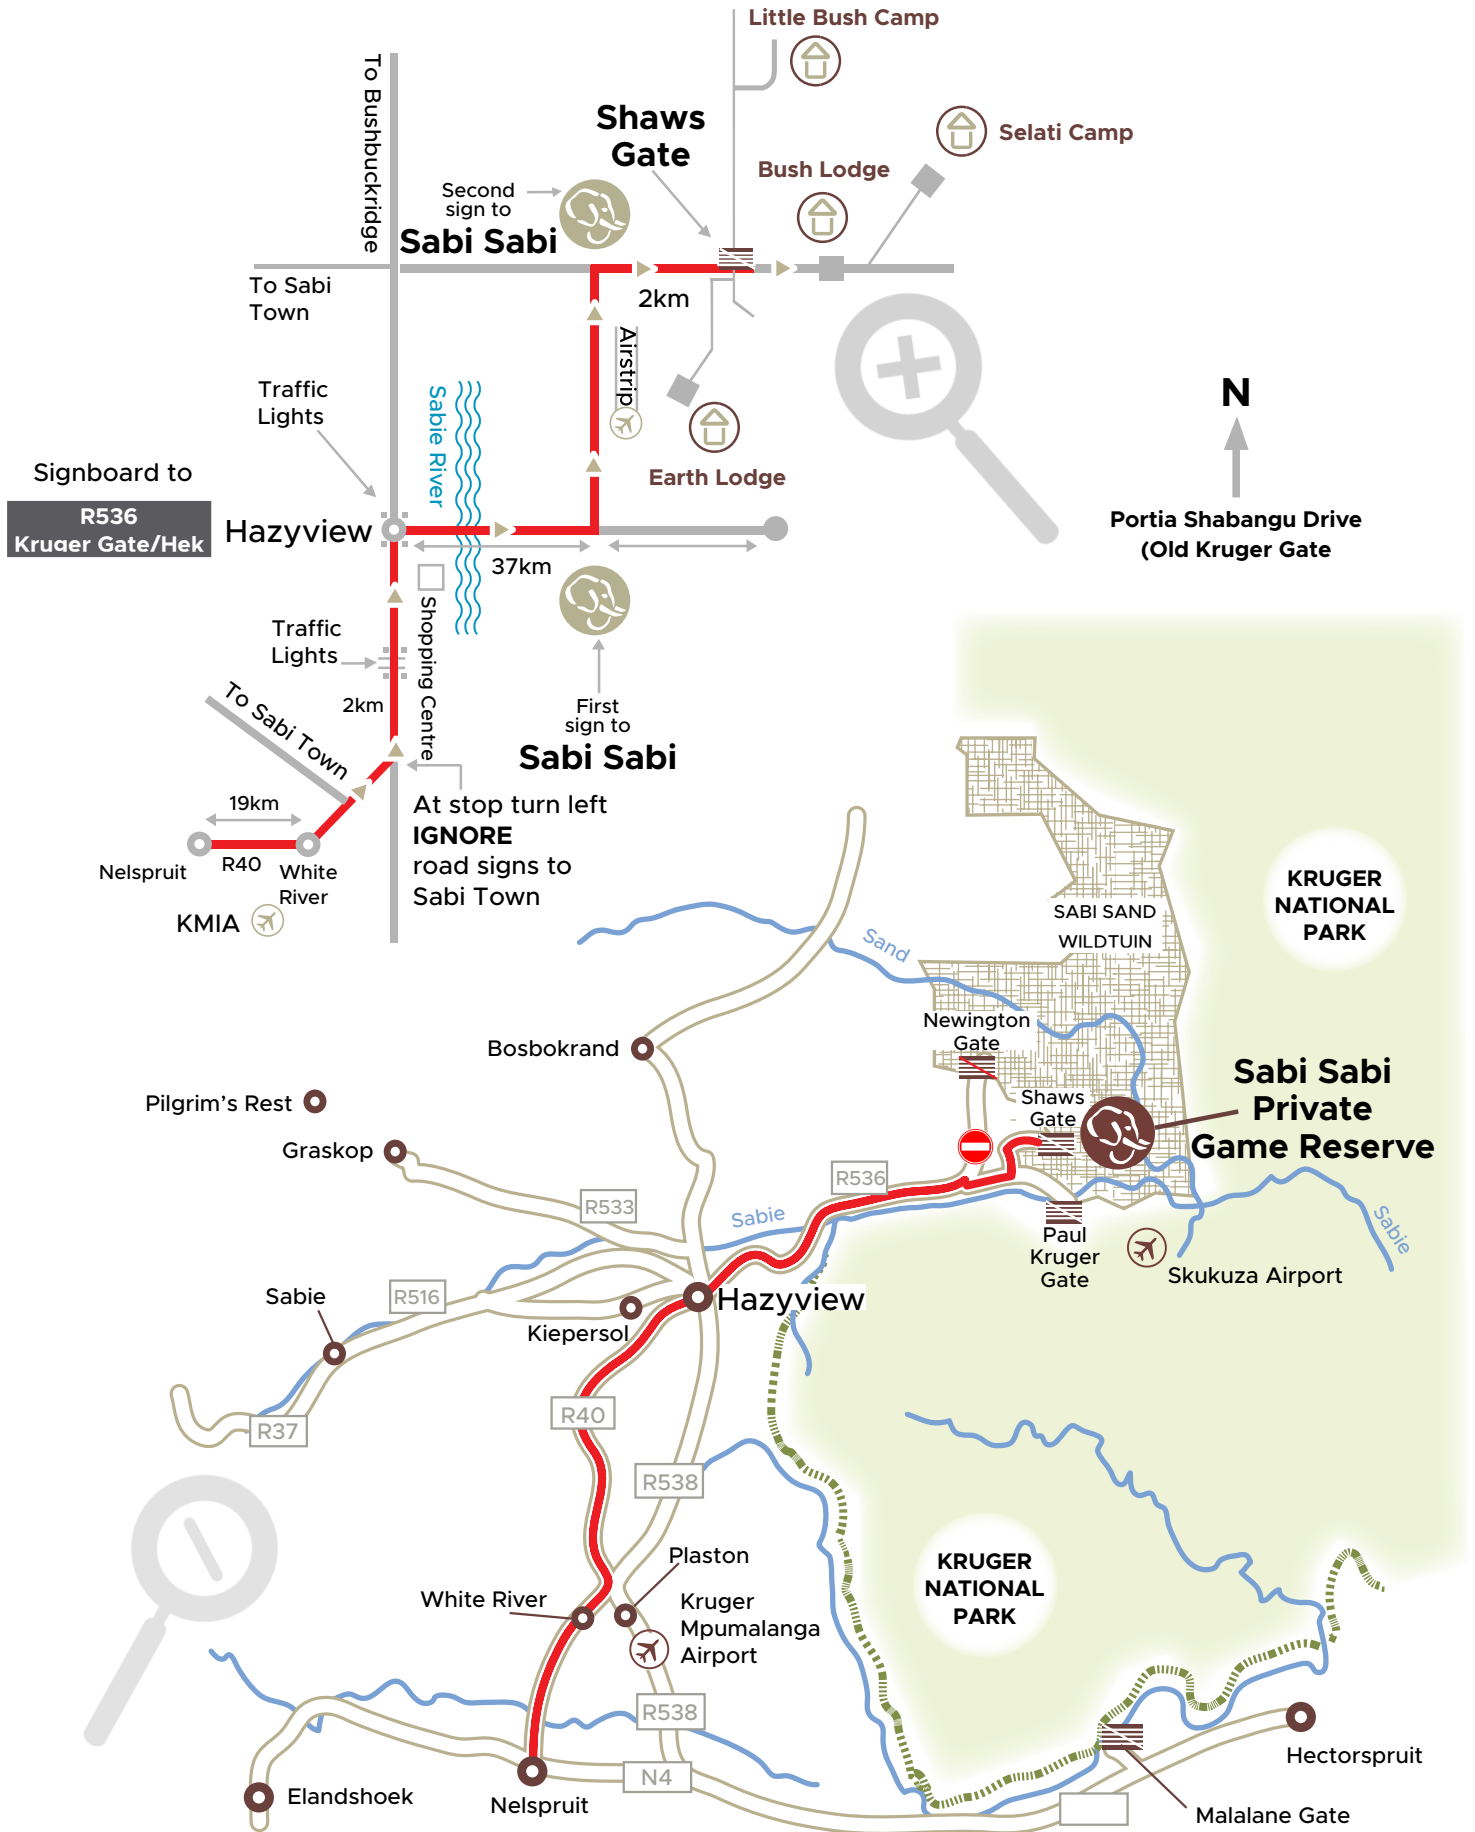 Little Bush Camp
To Bushbuckridge
Shaws
Gate
Selati Camp
Bush Lodge
Second
sign to
Sabi Sabi
To Sabi
Town
2km
Airstrip
Traffic
Lights
Sabie River
N
Earth Lodge
Signboard to
R536
Kruger Gate/Hek
Hazyview
Portia Shabangu Drive
(Old Kruger Gate
37km
Shopping Centre
Traffic
Lights
2km
First
sign to
Sabi Sabi
To Sabi Town
At stop turn left
IGNORE
road signs to
Sabi Town
19km
Nelspruit
R40
White
River
KMIA
KRUGER
NATIONAL
PARK
SABI SAND
WILDTUIN
Sand
Newington
Gate
Bosbokrand
Sabi Sabi
Private
Game Reserve
Pilgrim's Rest
Shaws
Gate
Graskop
R536
R533
Sabie
Sabie
Paul
Kruger
Gate
Skukuza Airport
Sabie
R516
Hazyview
Kiepersol
R40
R37
R538
Plaston
KRUGER
NATIONAL
PARK
White River
Kruger
Mpumalanga
Airport
R538
Hectorspruit
N4
Elandshoek
Nelspruit
Malalane Gate